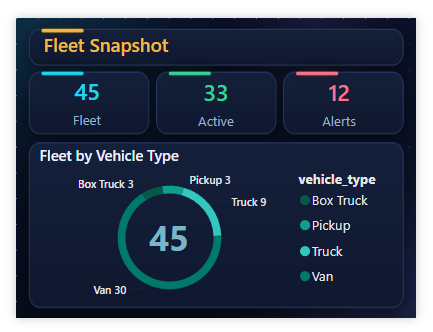 Fleet Snapshot
45
Fleet
33
Active
12
Alerts
Fleet by Vehicle Type
Box Truck 3
Pickup 3
Truck 9
45
Van 30
vehicle_type
Box Truck
Pickup
Truck
Van